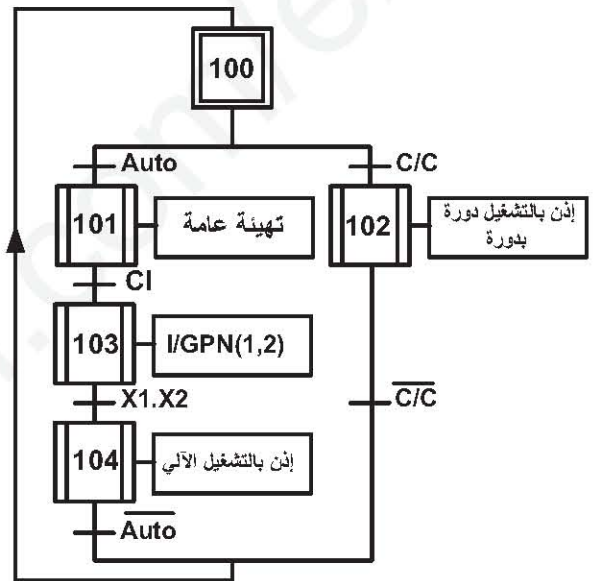 100
Auto
C/C
101
تهيئة عامة
102
إذن بالتشغيل دورة
بدورة
CI
103
I/GPN(1,2)
X1.X2
C/C
104
إذن بالتشغيل الآلي
Auto